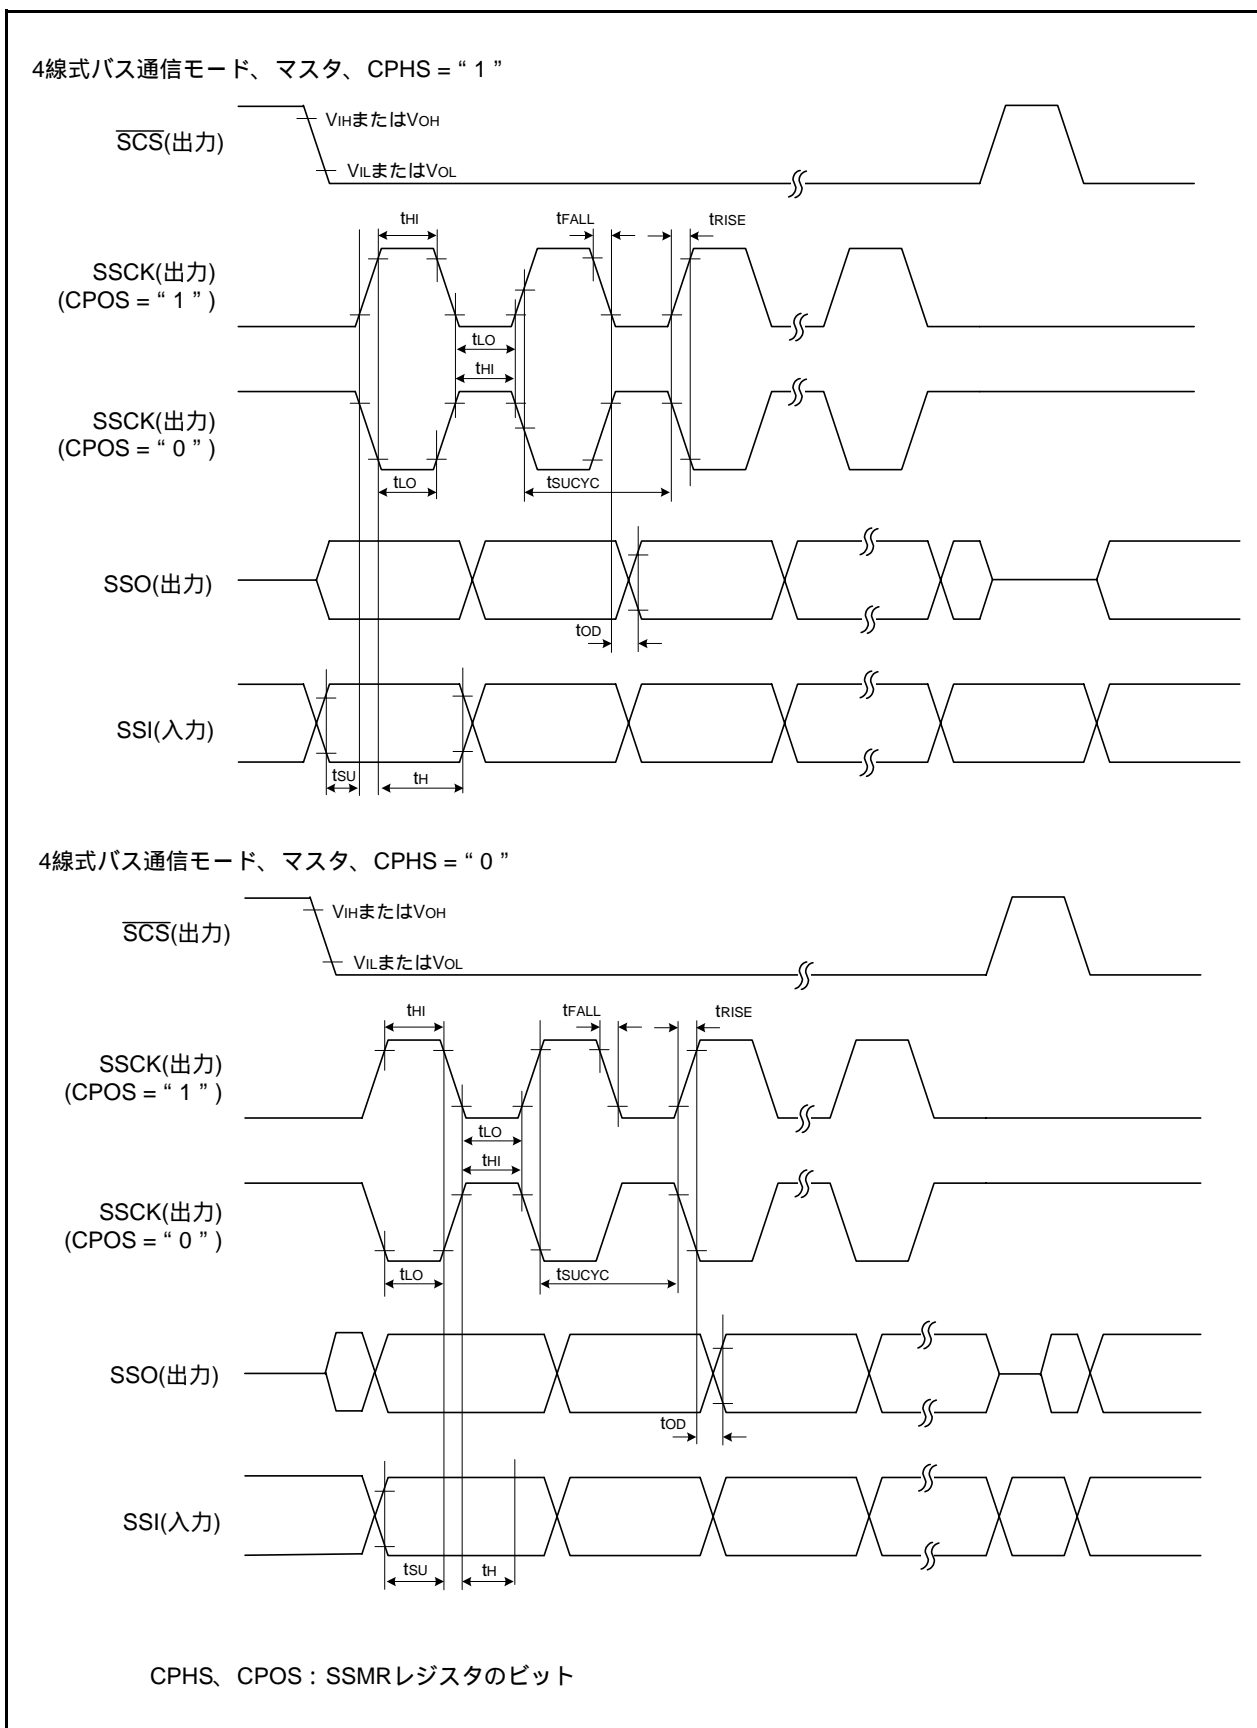 4線式バス通信モード、マスタ、CPHS = “ 1 ”
VIHまたはVOH
SCS(出力)
VILまたはVOL
tHI
tFALL
tRISE
SSCK(出力)
(CPOS = “ 1 ” )
tLO
tHI
SSCK(出力)
(CPOS = “ 0 ” )
tLO
tSUCYC
SSO(出力)
tOD
SSI(入力)
tSU
tH
4線式バス通信モード、マスタ、CPHS = “ 0 ”
VIHまたはVOH
SCS(出力)
VILまたはVOL
tHI
tFALL
tRISE
SSCK(出力)
(CPOS = “ 1 ” )
tLO
tHI
SSCK(出力)
(CPOS = “ 0 ” )
tLO
tSUCYC
SSO(出力)
tOD
SSI(入力)
tSU
tH
CPHS、CPOS : SSMRレジスタのビット